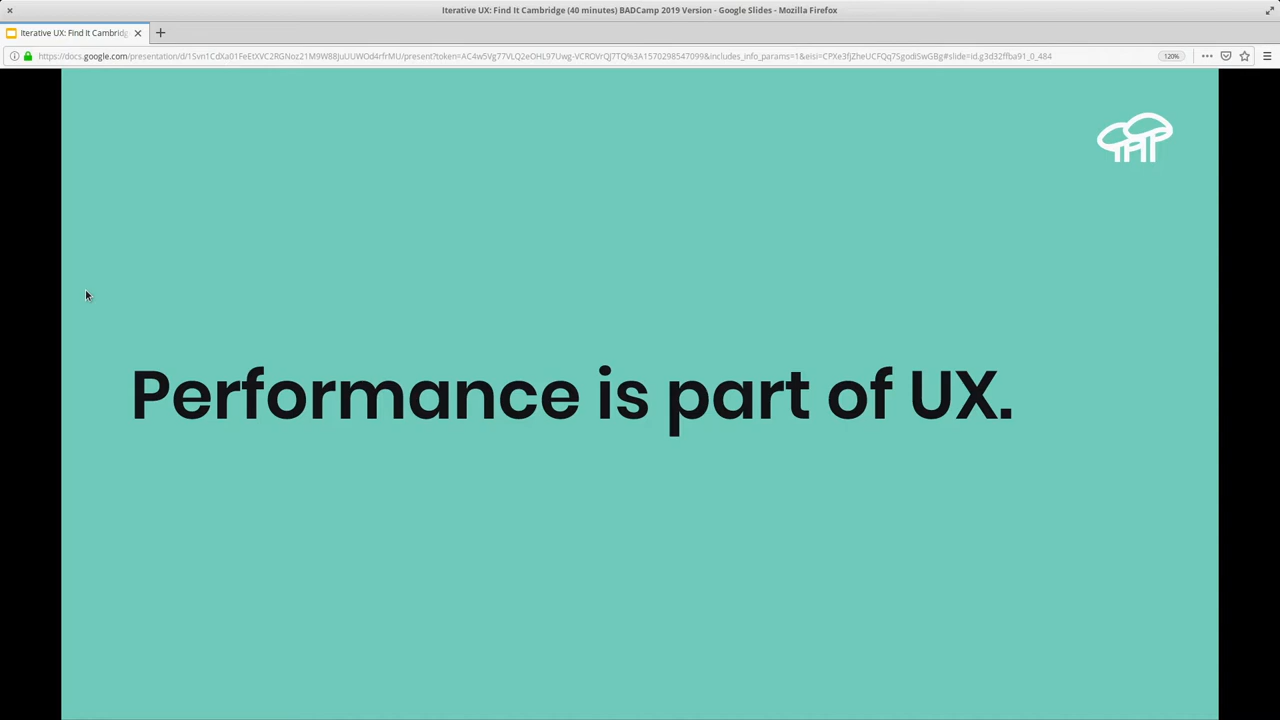 Iterative UX: Find It Cambridge (40 minutes) BADCamp 2019 Version - Google Slides - Mozilla Firefox
Iterative UX: Find It Cambridg
120%
Performance is part of UX.